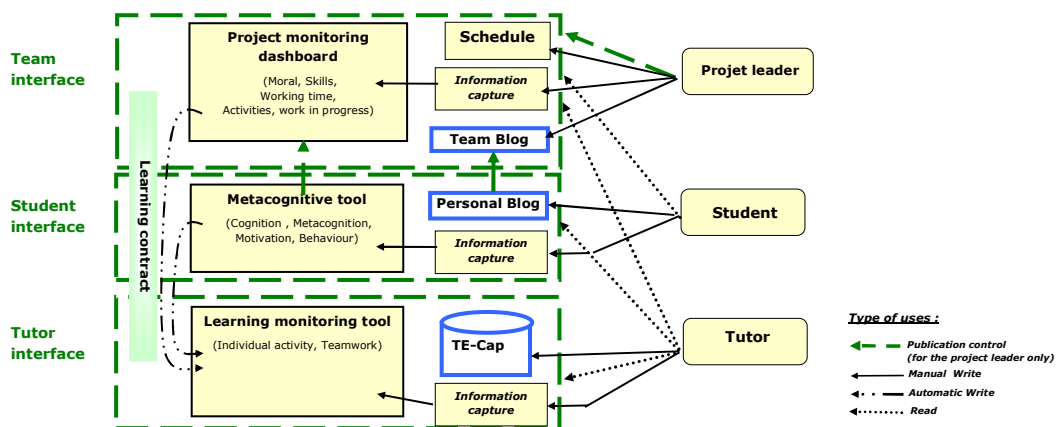 Team
interface
Project monitoring
dashboard
(Moral, Skills,
Working time,
Activities, work in progress)
Schedule
Information
capture
Team Blog
Projet leader
Learning contract
Student
interface
Metacognitive tool
(Cognition , Metacognition,
Motivation, Behaviour)
Personal Blog
Information
capture
Student
Tutor
interface
Learning monitoring tool
(Individual activity, Teamwork)
TE-Cap
Information
capture
Tutor
Type of uses :
Publication control
(for the project leader only)
Manual Write
Automatic Write
Read